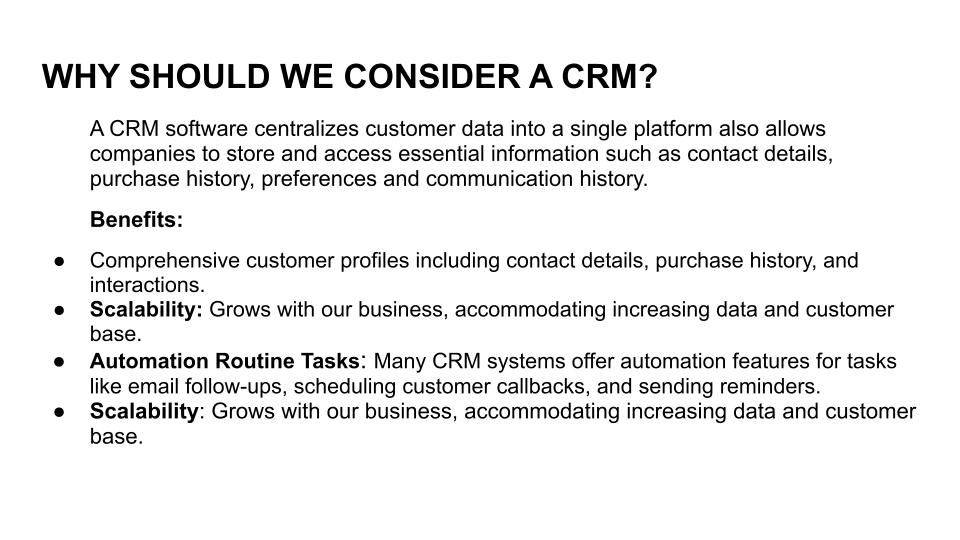 WHY SHOULD WE CONSIDER A CRM?
A CRM software centralizes customer data into a single platform also allows
companies to store and access essential information such as contact details,
purchase history, preferences and communication history.
Benefits:
● Comprehensive customer profiles including contact details, purchase history, and
interactions.
● Scalability: Grows with our business, accommodating increasing data and customer
base.
● Automation Routine Tasks: Many CRM systems offer automation features for tasks
like email follow-ups, scheduling customer callbacks, and sending reminders.
● Scalability: Grows with our business, accommodating increasing data and customer
base.